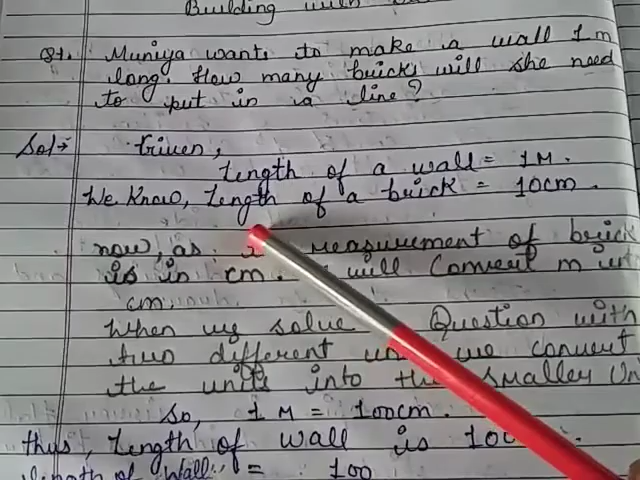 Building with
Q1. Muniya wants to make a wall 1m
long. How many bricks will she need
to put in a line?
Sol→ Given,
Length of a wall = 1M.
We know, Length of a brick = 10cm.
now, as measurement of brick
is in cm. will convert m
cm.
When we solve Question with
two different we convert
the units into the smaller
So, 1 M = 100cm.
thus, Length of wall is
Length of Wall = 100